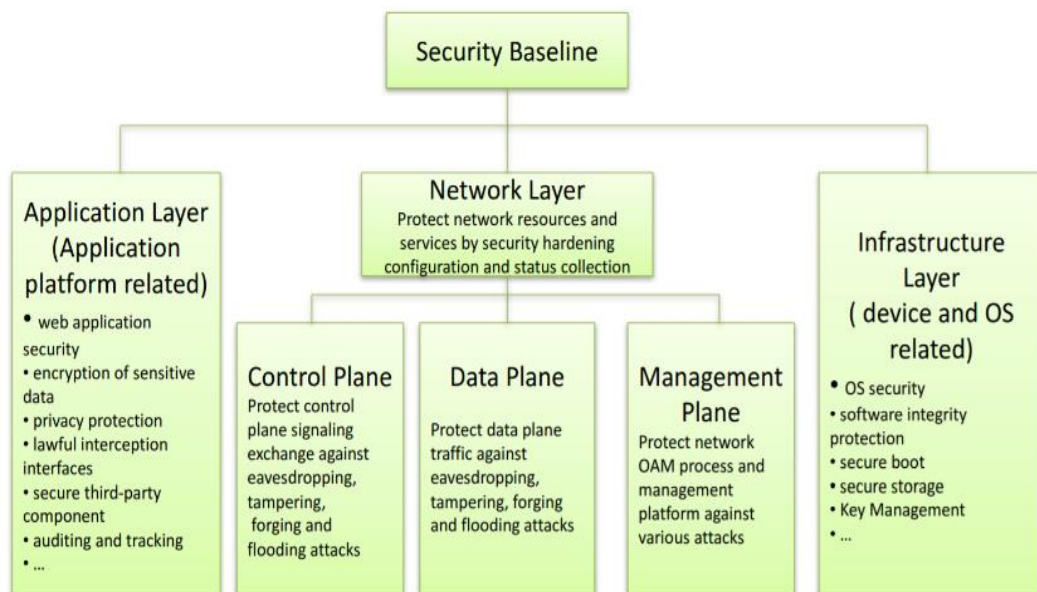 Security Baseline
Application Layer
(Application
platform related)
• web application
security
• encryption of sensitive
data
• privacy protection
• lawful interception
interfaces
• secure third-party
component
• auditing and tracking
• ...
Network Layer
Protect network resources and
services by security hardening
configuration and status collection
Control Plane
Protect control
plane signaling
exchange against
eavesdropping,
tampering,
forging and
flooding attacks
Data Plane
Protect data plane
traffic against
eavesdropping,
tampering, forging
and flooding attacks
Management
Plane
Protect network
OAM process and
management
platform against
various attacks
Infrastructure
Layer
( device and OS
related)
• OS security
• software integrity
protection
• secure boot
• secure storage
• Key Management
• ...